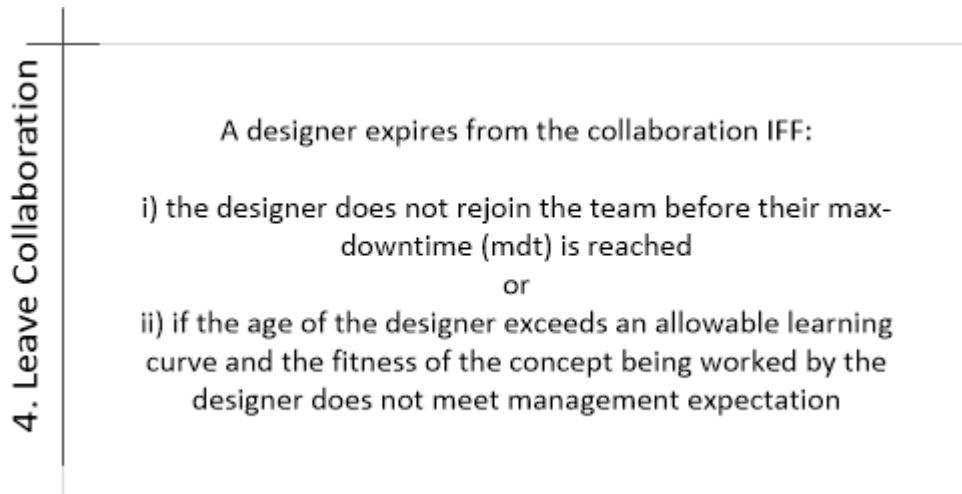 4. Leave Collaboration
A designer expires from the collaboration IFF:
i) the designer does not rejoin the team before their max-
downtime (mdt) is reached
or
ii) if the age of the designer exceeds an allowable learning
curve and the fitness of the concept being worked by the
designer does not meet management expectation